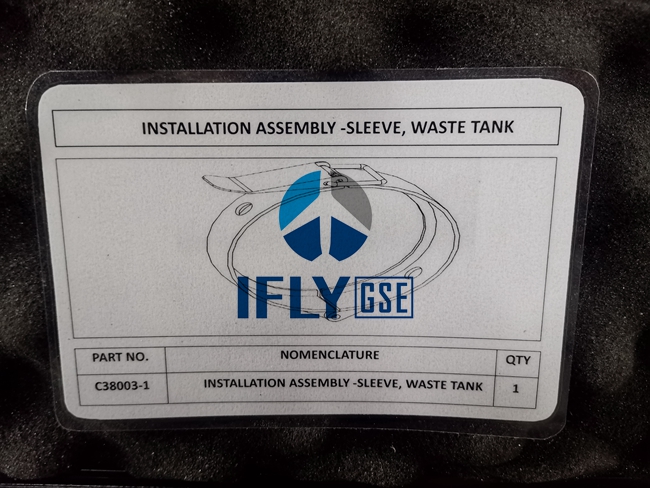 INSTALLATION ASSEMBLY -SLEEVE, WASTE TANK
IFLY GSE
PART NO. NOMENCLATURE QTY
C38003-1 INSTALLATION ASSEMBLY -SLEEVE, WASTE TANK 1